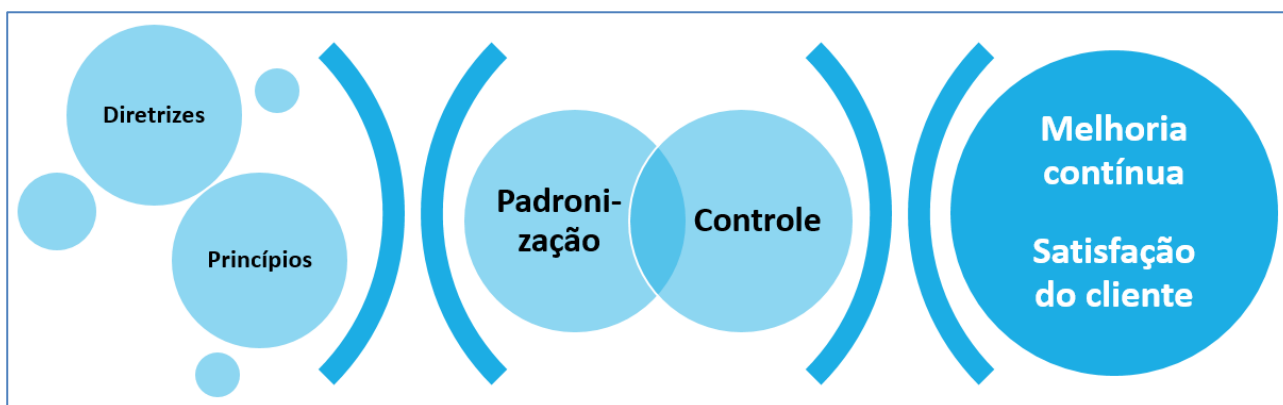 Diretrizes
Princípios
Padroni-
zação
Controle
Melhoria
contínua
Satisfação
do cliente